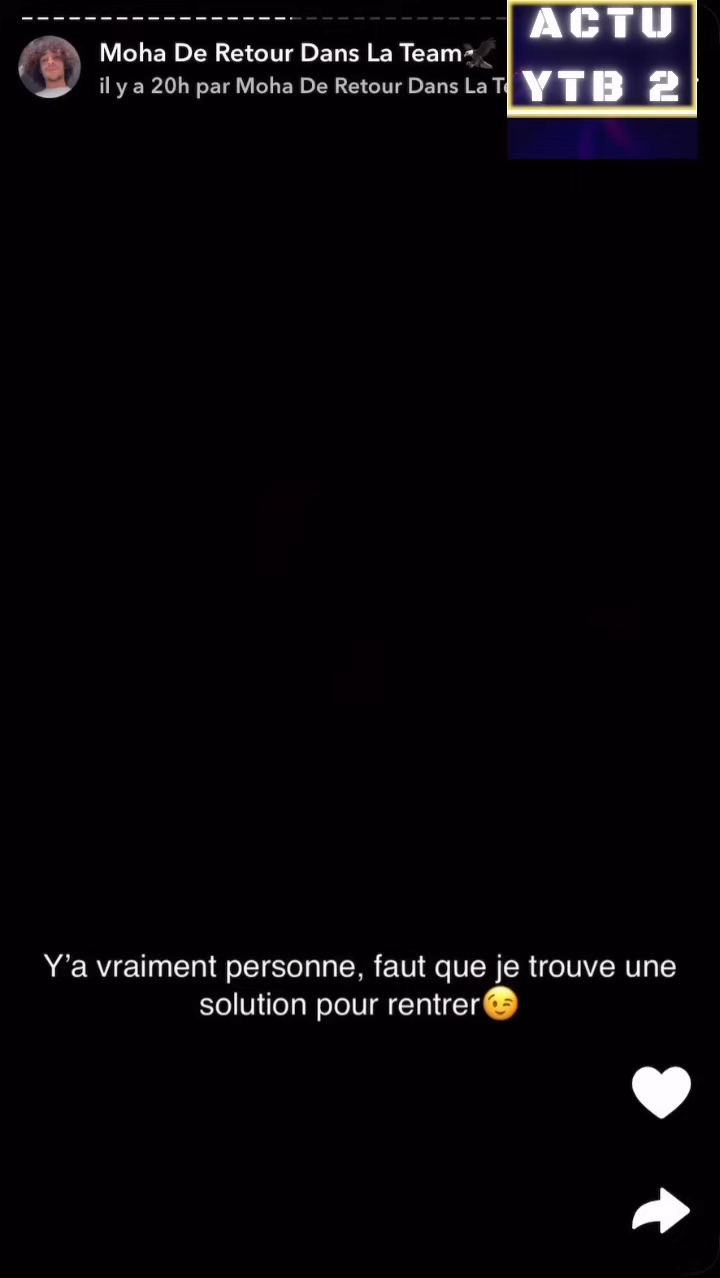 Moha De Retour Dans La Team🦅
il y a 20h par Moha De Retour Dans La
ACTU
YTB 2
Y'a vraiment personne, faut que je trouve une
solution pour rentrer😉